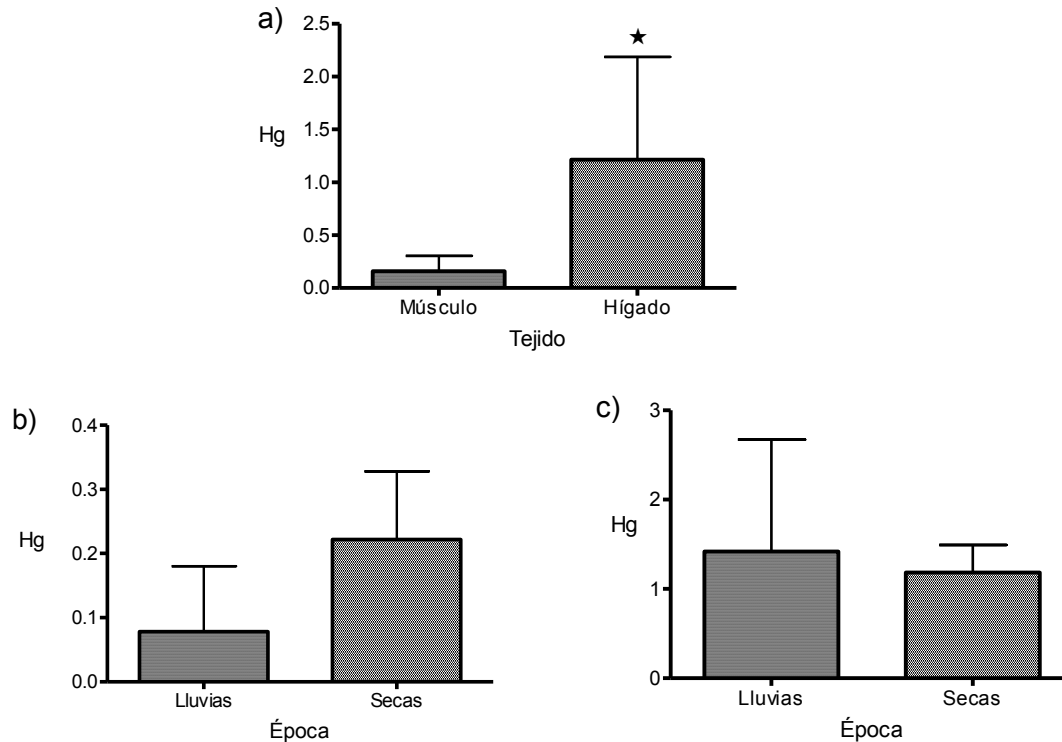 a)
2.5
2.0
1.5
1.0
0.5
0.0
Hg
★
Músculo Hígado
Tejido
b)
0.4
0.3
0.2
0.1
0.0
Hg
Lluvias Secas
Época
c)
3
2
1
0
Hg
Lluvias Secas
Época